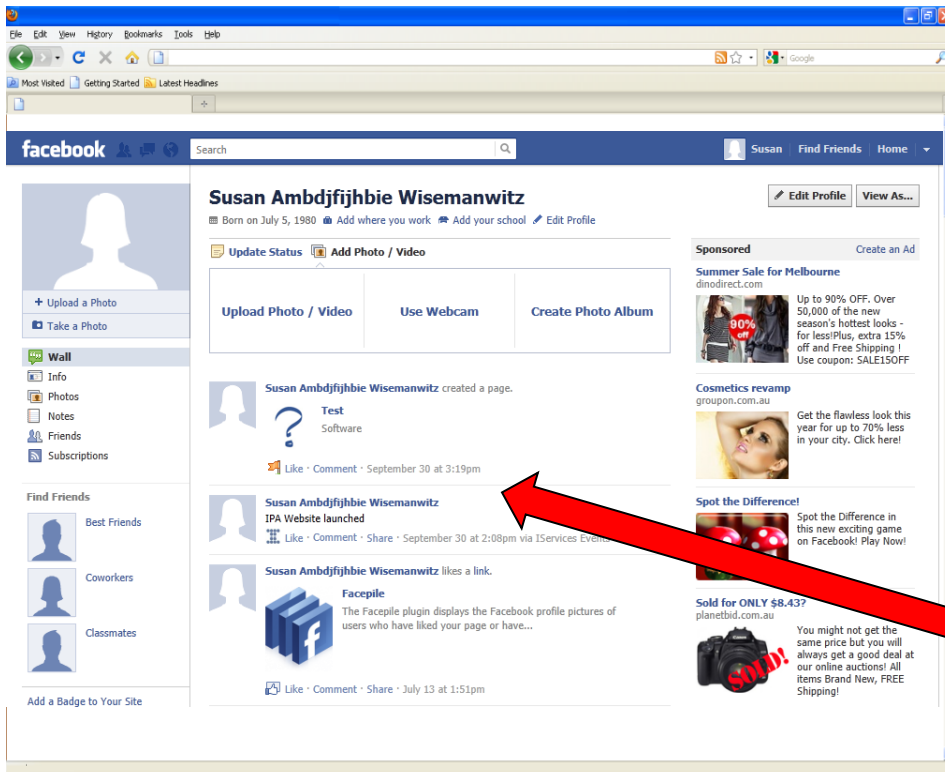 File Edit View History Bookmarks Tools Help
Google
Most Visited Getting Started Latest Headlines
facebook Search Susan Find Friends Home
Susan Ambdjfijhbie Wisemanwitz
Edit Profile View As...
Born on July 5, 1980 Add where you work Add your school Edit Profile
Update Status Add Photo / Video
Upload Photo / Video Use Webcam Create Photo Album
+ Upload a Photo
Take a Photo
Wall
Info
Photos
Notes
Friends
Subscriptions
Find Friends
Best Friends
Coworkers
Classmates
Add a Badge to Your Site
Susan Ambdjfijhbie Wisemanwitz created a page.
Test
Software
Like · Comment · September 30 at 3:19pm
Susan Ambdjfijhbie Wisemanwitz
IPA Website launched
Like · Comment · Share · September 30 at 2:08pm via IServices Events
Susan Ambdjfijhbie Wisemanwitz likes a link.
Facepile
The Facepile plugin displays the Facebook profile pictures of
users who have liked your page or
have...
Like · Comment · Share · July 13 at 1:51pm
Sponsored Create an Ad
Summer Sale for Melbourne
dinodirect.com
90%
off
Up to 90% OFF. Over
50,000 of the new
season's hottest looks -
for less!Plus, extra 15%
off and Free Shipping !
Use coupon: SALE15OFF
Cosmetics revamp
groupon.com.au
Get the flawless look this
year for up to 70% less
in your city. Click here!
Spot the Difference!
Spot the Difference in
this new exciting game
on Facebook! Play Now!
Sold for ONLY $8.43?
planetbid.com.au
SOLD!
You might not get the
same price but you will
always get a good deal at
our online auctions! All
items Brand New, FREE
Shipping!